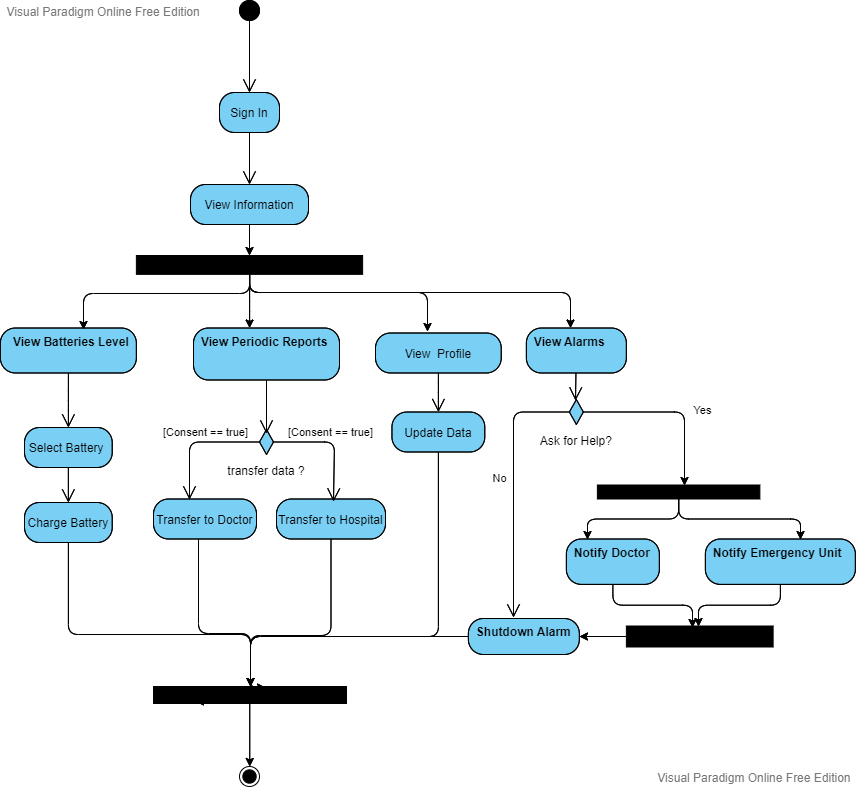 Visual Paradigm Online Free Edition
Sign In
View Information
View Batteries Level
View Periodic Reports
View Profile
View Alarms
Select Battery
[Consent == true]
[Consent == true]
transfer data ?
Update Data
Ask for Help?
Yes
No
Charge Battery
Transfer to Doctor
Transfer to Hospital
Notify Doctor
Notify Emergency Unit
Shutdown Alarm
Visual Paradigm Online Free Edition